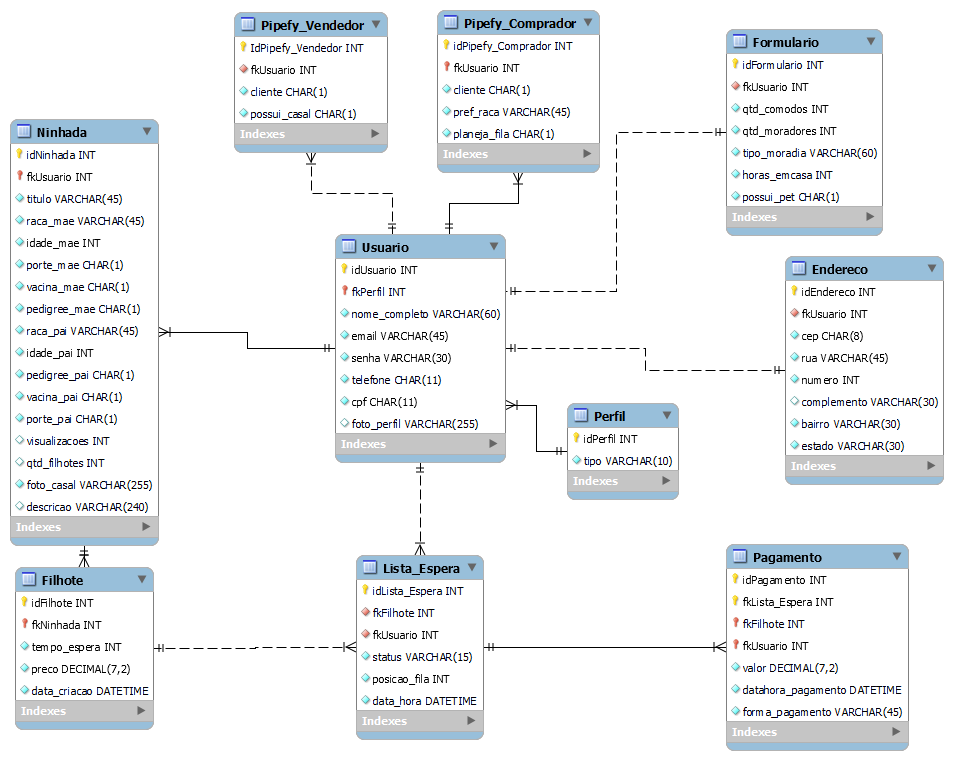 Pipefy_Vendedor
IdPipefy_Vendedor INT
fkUsuario INT
cliente CHAR(1)
possui_casal CHAR(1)
Indexes
Pipefy_Comprador
idPipefy_Comprador INT
fkUsuario INT
cliente CHAR(1)
pref_raca VARCHAR(45)
planeja_fila CHAR(1)
Indexes
Formulario
idFormulario INT
fkUsuario INT
qtd_comodos INT
qtd_moradores INT
tipo_moradia VARCHAR(60)
horas_emcasa INT
possui_pet CHAR(1)
Indexes
Ninhada
idNinhada INT
fkUsuario INT
titulo VARCHAR(45)
raca_mae VARCHAR(45)
idade_mae INT
porte_mae CHAR(1)
vacina_mae CHAR(1)
pedigree_mae CHAR(1)
raca_pai VARCHAR(45)
idade_pai INT
pedigree_pai CHAR(1)
vacina_pai CHAR(1)
porte_pai CHAR(1)
visualizacoes INT
qtd_filhotes INT
foto_casal VARCHAR(255)
descricao VARCHAR(240)
Indexes
Usuario
idUsuario INT
fkPerfil INT
nome_completo VARCHAR(60)
email VARCHAR(45)
senha VARCHAR(30)
telefone CHAR(11)
cpf CHAR(11)
foto_perfil VARCHAR(255)
Indexes
Endereco
idEndereco INT
fkUsuario INT
cep CHAR(8)
rua VARCHAR(45)
numero INT
complemento VARCHAR(30)
bairro VARCHAR(30)
estado VARCHAR(30)
Indexes
Perfil
idPerfil INT
tipo VARCHAR(10)
Indexes
Filhote
idFilhote INT
fkNinhada INT
tempo_espera INT
preco DECIMAL(7,2)
data_criacao DATETIME
Indexes
Lista_Espera
idLista_Espera INT
fkFilhote INT
fkUsuario INT
status VARCHAR(15)
posicao_fila INT
data_hora DATETIME
Indexes
Pagamento
idPagamento INT
fkLista_Espera INT
fkFilhote INT
fkUsuario INT
valor DECIMAL(7,2)
datahora_pagamento DATETIME
forma_pagamento VARCHAR(45)
Indexes